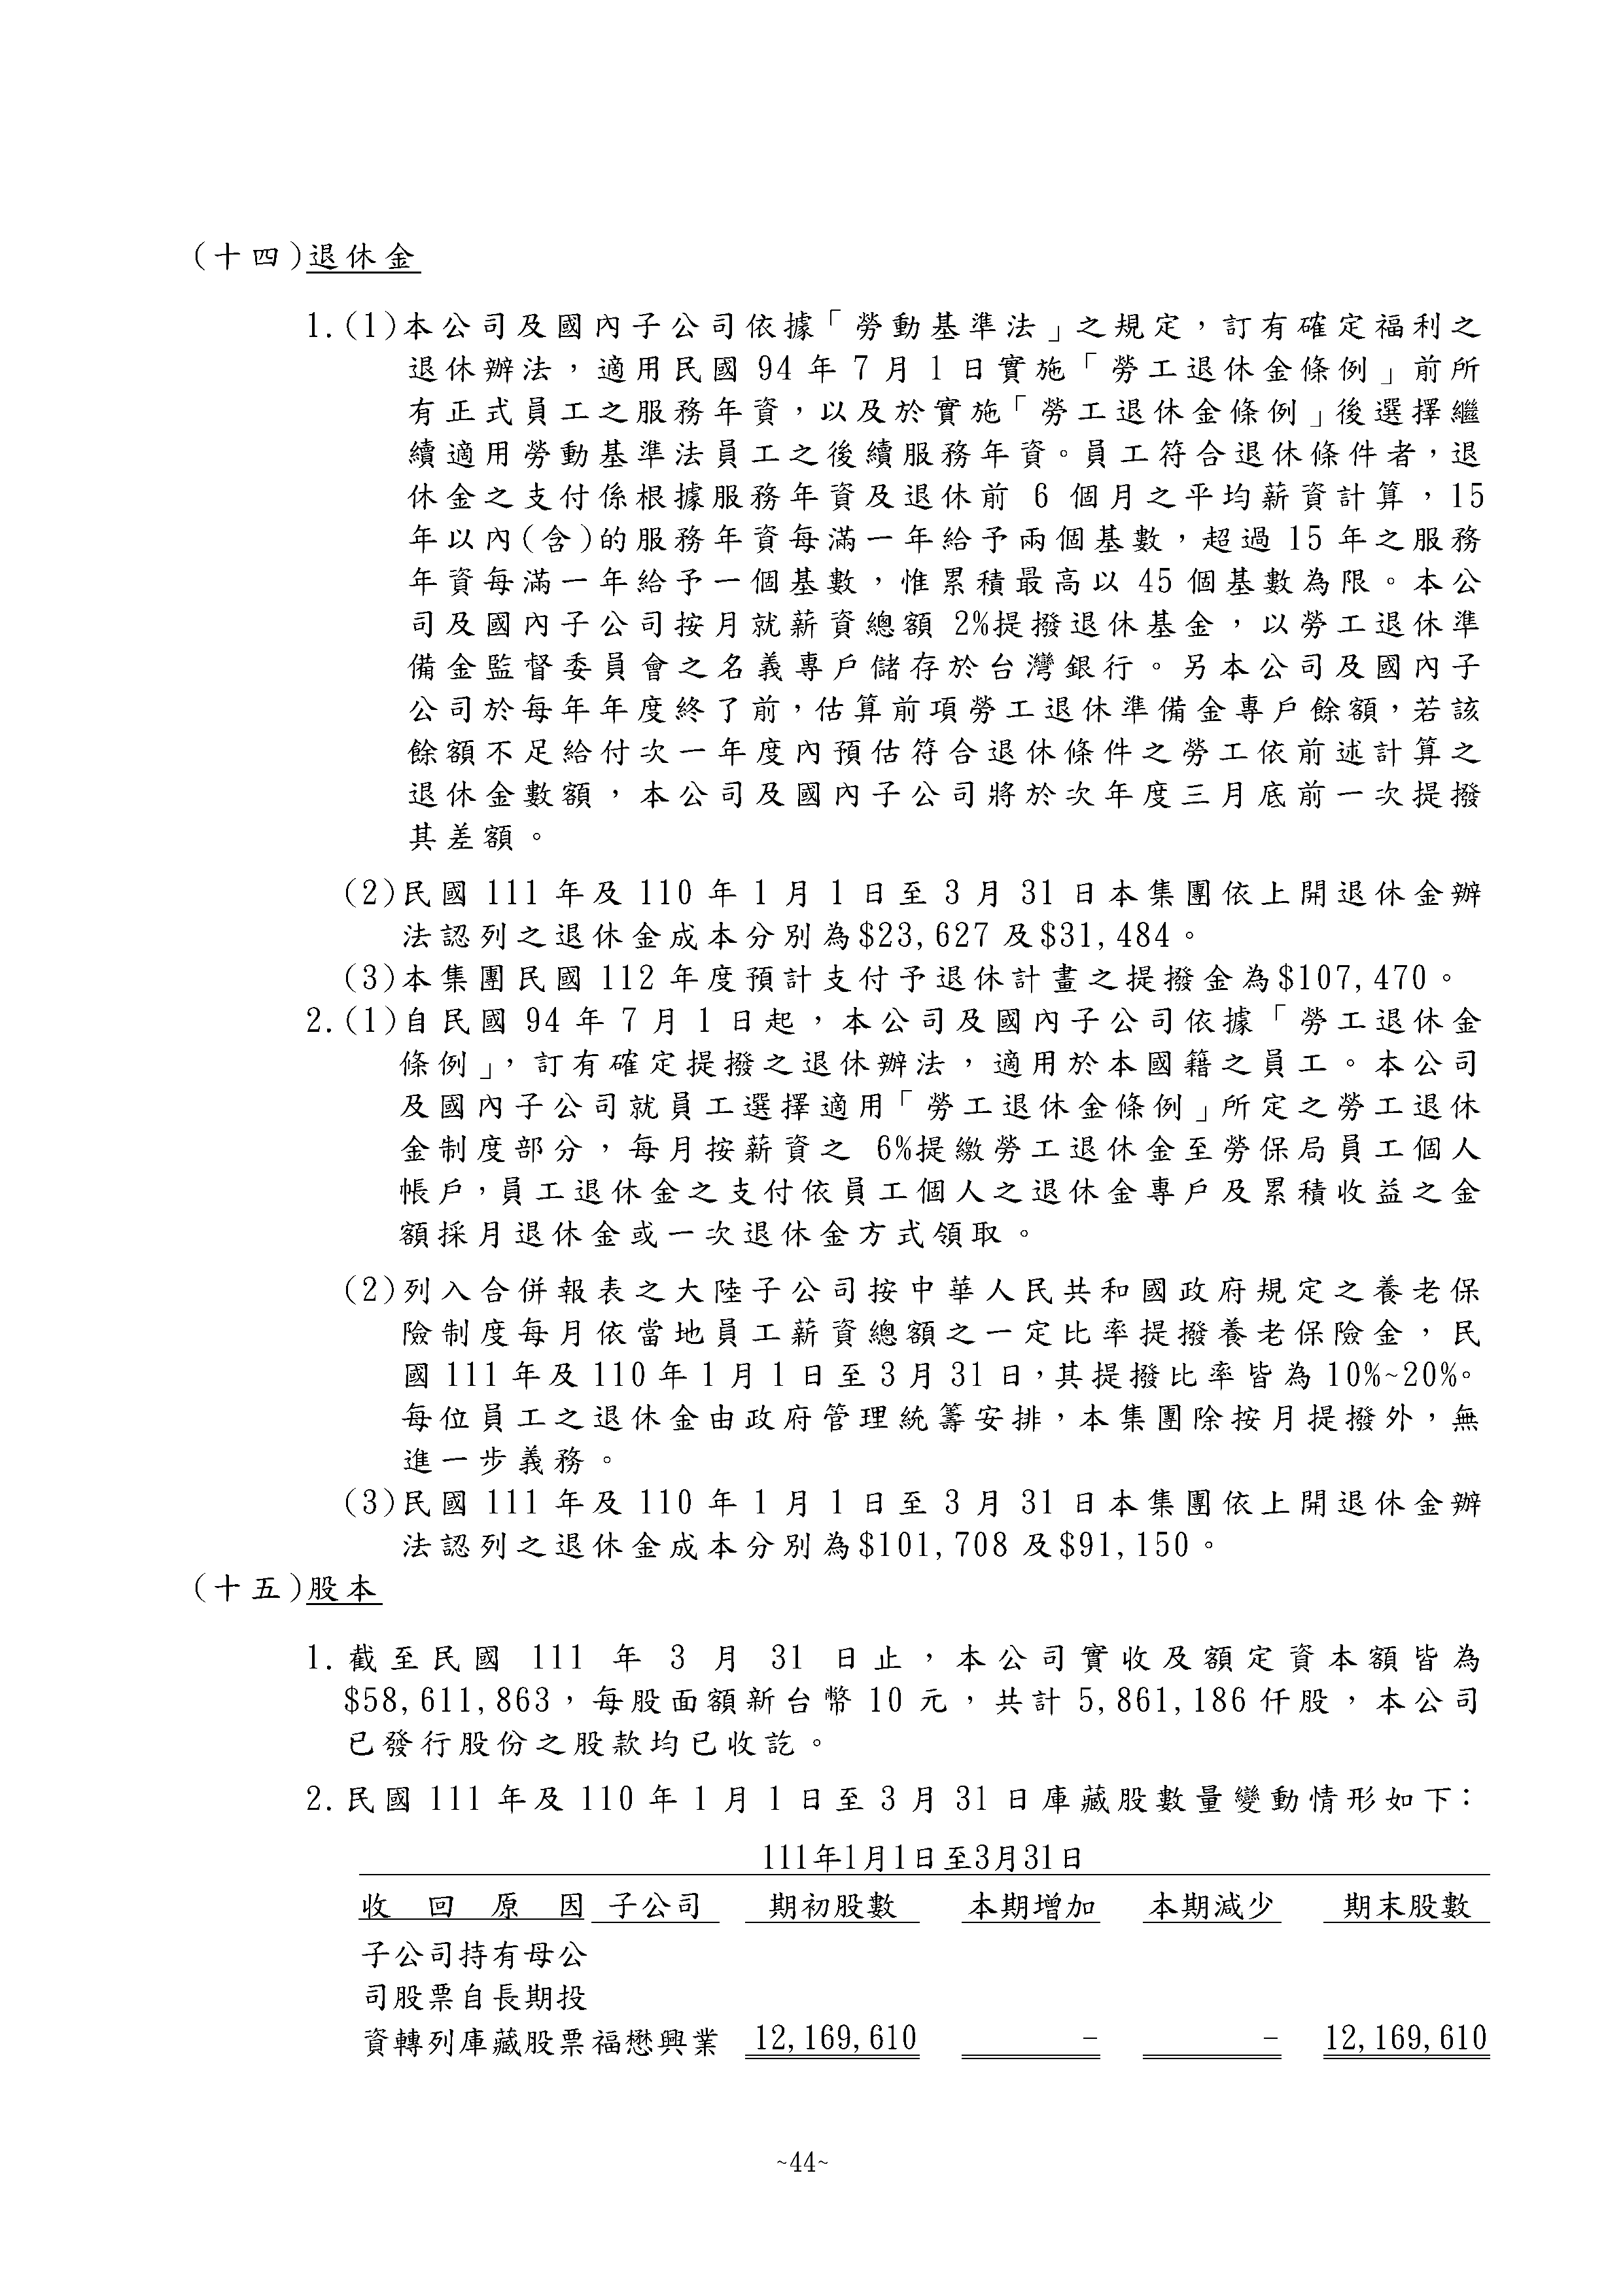 (十四)退休金
1.(1)本公司及國內子公司依據「勞動基準法」之規定，訂有確定福利之
退休辦法，適用民國 94 年 7 月 1 日實施「勞工退休金條例」前所
有正式員工之服務年資，以及於實施「勞工退休金條例」後選擇繼
續適用勞動基準法員工之後續服務年資。員工符合退休條件者，退
休金之支付係根據服務年資及退休前 6 個月之平均薪資計算，15
年以內(含)的服務年資每滿一年給予兩個基數，超過 15 年之服務
年資每滿一年給予一個基數，惟累積最高以 45 個基數為限。本公
司及國內子公司按月就薪資總額 2%提撥退休基金，以勞工退休準
備金監督委員會之名義專戶儲存於台灣銀行。另本公司及國內子
公司於每年年度終了前，估算前項勞工退休準備金專戶餘額，若該
餘額不足給付次一年度內預估符合退休條件之勞工依前述計算之
退休金數額，本公司及國內子公司將於次年度三月底前一次提撥
其差額。
(2)民國 111 年及 110 年 1 月 1 日至 3 月 31 日本集團依上開退休金辦
法認列之退休金成本分別為$23,627 及$31,484。
(3)本集團民國 112 年度預計支付予退休計畫之提撥金為$107,470。
2.(1)自民國 94 年 7 月 1 日起，本公司及國內子公司依據「勞工退休金
條例」，訂有確定提撥之退休辦法，適用於本國籍之員工。本公司
及國內子公司就員工選擇適用「勞工退休金條例」所定之勞工退休
金制度部分，每月按薪資之 6%提繳勞工退休金至勞保局員工個人
帳戶，員工退休金之支付依員工個人之退休金專戶及累積收益之金
額採月退休金或一次退休金方式領取。
(2)列入合併報表之大陸子公司按中華人民共和國政府規定之養老保
險制度每月依當地員工薪資總額之一定比率提撥養老保險金，民
國 111 年及 110 年 1 月 1 日至 3 月 31 日，其提撥比率皆為 10%~20%。
每位員工之退休金由政府管理統籌安排，本集團除按月提撥外，無
進一步義務。
(3)民國 111 年及 110 年 1 月 1 日至 3 月 31 日本集團依上開退休金辦
法認列之退休金成本分別為$101,708 及$91,150。
(十五)股本
1.截至民國 111 年 3 月 31 日止，本公司實收及額定資本額皆為
$58,611,863，每股面額新台幣 10 元，共計 5,861,186 仟股，本公司
已發行股份之股款均已收訖。
2.民國 111 年及 110 年 1 月 1 日至 3 月 31 日庫藏股數量變動情形如下：
111年1月1日至3月31日
收回原因 子公司 期初股數 本期增加 本期減少 期末股數
子公司持有母公
司股票自長期投
資轉列庫藏股票 福懋興業 12,169,610 - - 12,169,610
~44~